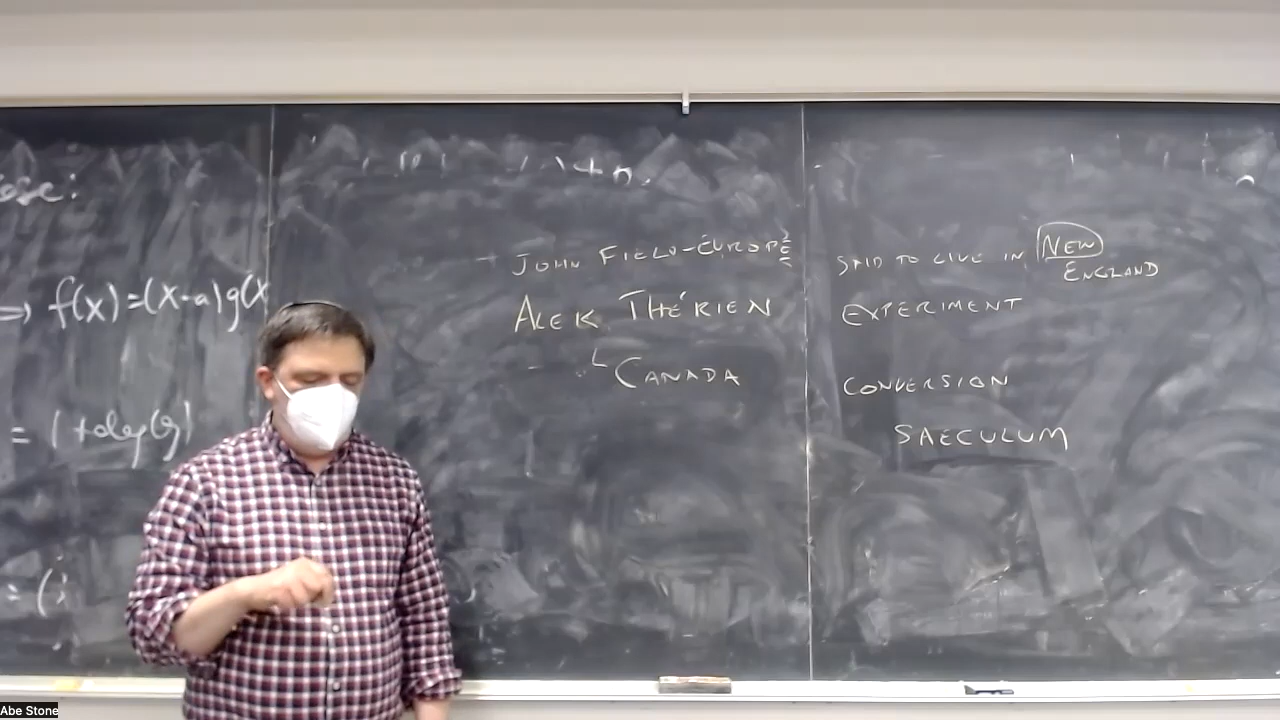 ⇒ f(x)=(x-a)g(x
= 1+deg(g)
JOHN FIELD-EUROPE
ALEK THÉRIEN
CANADA
SAID TO LIVE IN NEW
ENGLAND
EXPERIMENT
CONVERSION
SAECULUM
Abe Stone